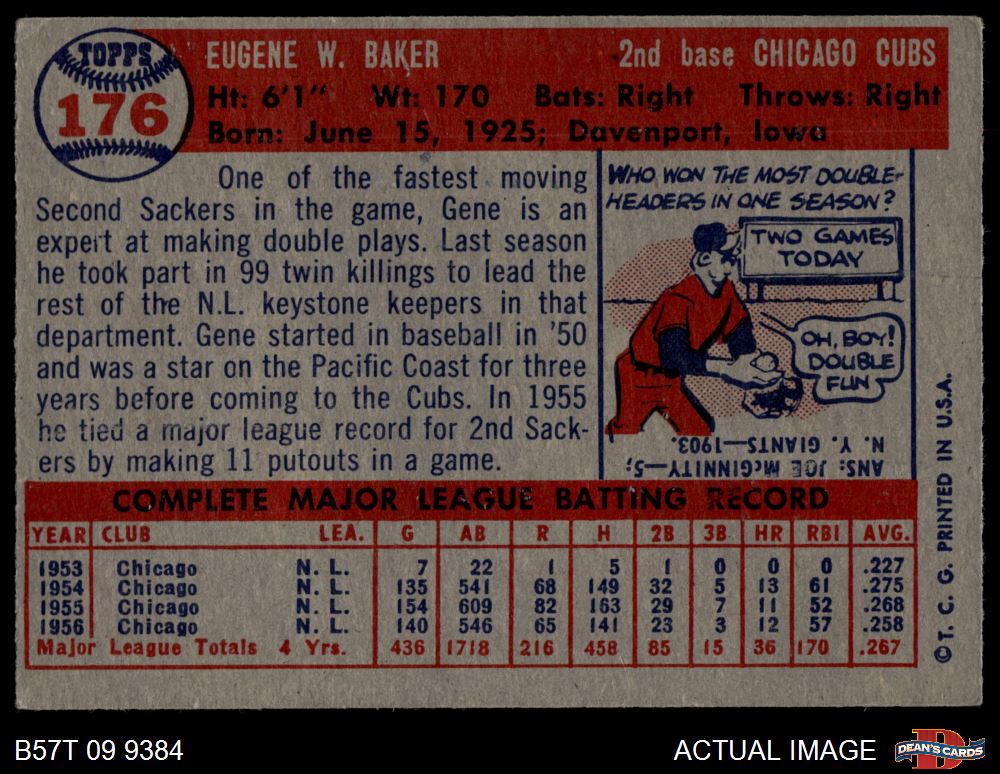 TOPPS
176
EUGENE W. BAKER 2nd base CHICAGO CUBS
Ht: 6'1" Wt: 170 Bats: Right Throws: Right
Born: June 15, 1925; Davenport, Iowa
One of the fastest moving
Second Sackers in the game, Gene is an
expert at making double plays. Last season
he took part in 99 twin killings to lead the
rest of the N.L. keystone keepers in that
department. Gene started in baseball in '50
and was a star on the Pacific Coast for three
years before coming to the Cubs. In 1955
he tied a major league record for 2nd Sack-
ers by making 11 putouts in a game.
WHO WON THE MOST DOUBLE-
HEADERS IN ONE SEASON?
TWO GAMES
TODAY
OH, BOY!
DOUBLE
FUN
ANS: JOE McGINNITY—5;
N. Y. GIANTS—1903.
COMPLETE MAJOR LEAGUE BATTING RECORD
YEAR CLUB LEA. G AB R H 2B 3B HR RBI AVG.
1953 Chicago N. L. 7 22 1 5 1 0 0 0 .227
1954 Chicago N. L. 135 541 68 149 32 5 13 61 .275
1955 Chicago N. L. 154 609 82 163 29 7 11 52 .268
1956 Chicago N. L. 140 546 65 141 23 3 12 57 .258
Major League Totals 4 Yrs. 436 1718 216 458 85 15 36 170 .267
© T. C. G. PRINTED IN U.S.A.
B57T 09 9384
ACTUAL IMAGE
D
DEAN'S CARDS